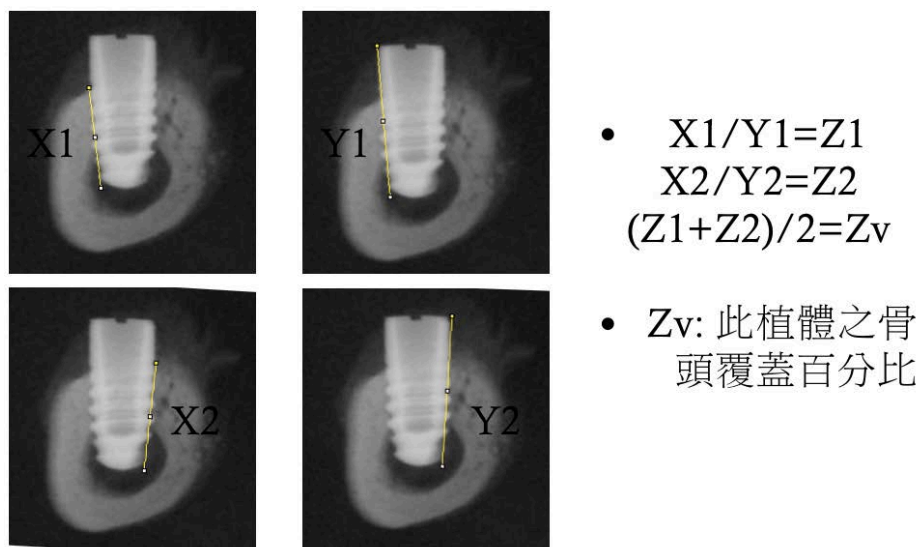 X1
Y1
X2
Y2
• X1/Y1=Z1
X2/Y2=Z2
(Z1+Z2)/2=Zv
• Zv: 此植體之骨
頭覆蓋百分比